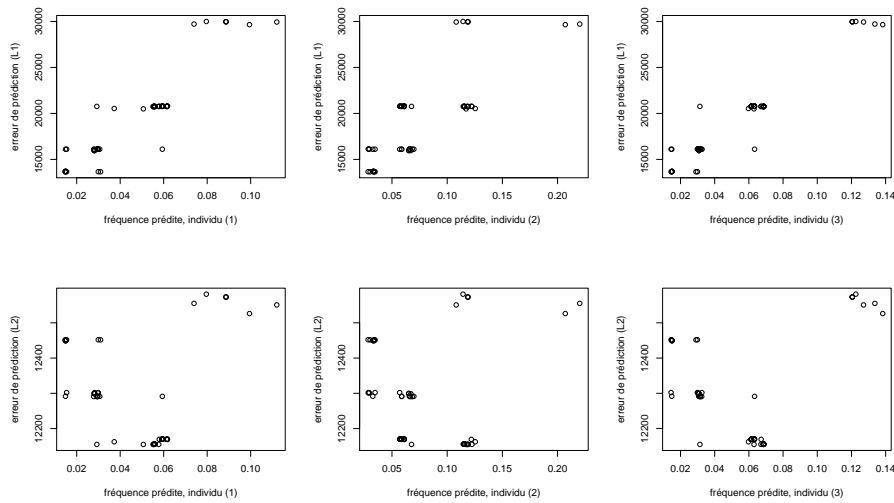 erreur de prédiction (L1)
15000 20000 25000 30000
0.02 0.04 0.06 0.08 0.10
fréquence prédite, individu (1)
erreur de prédiction (L1)
15000 20000 25000 30000
0.05 0.10 0.15 0.20
fréquence prédite, individu (2)
erreur de prédiction (L1)
15000 20000 25000 30000
0.02 0.04 0.06 0.08 0.10 0.12 0.14
fréquence prédite, individu (3)
erreur de prédiction (L2)
12200 12400
0.02 0.04 0.06 0.08 0.10
fréquence prédite, individu (1)
erreur de prédiction (L2)
12200 12400
0.05 0.10 0.15 0.20
fréquence prédite, individu (2)
erreur de prédiction (L2)
12200 12400
0.02 0.04 0.06 0.08 0.10 0.12 0.14
fréquence prédite, individu (3)